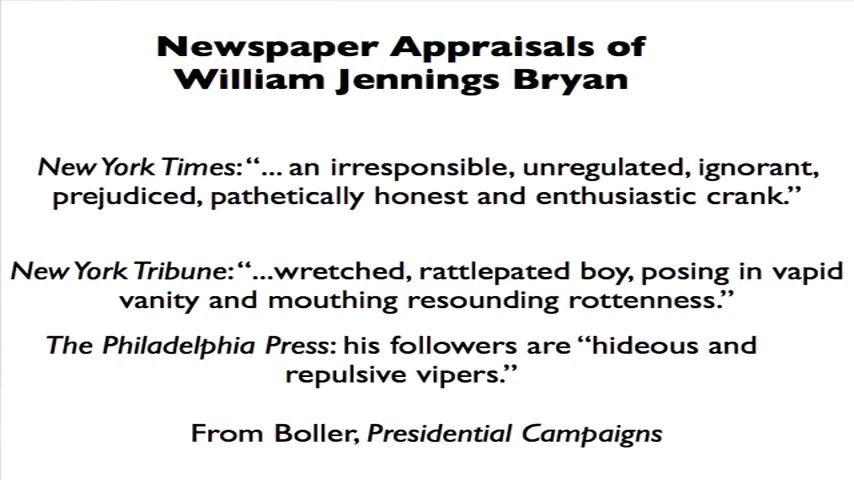 Newspaper Appraisals of
William Jennings Bryan
New York Times: “... an irresponsible, unregulated, ignorant,
prejudiced, pathetically honest and enthusiastic crank.”
New York Tribune: “...wretched, rattlepated boy, posing in vapid
vanity and mouthing resounding rottenness.”
The Philadelphia Press: his followers are “hideous and
repulsive vipers.”
From Boller, Presidential Campaigns